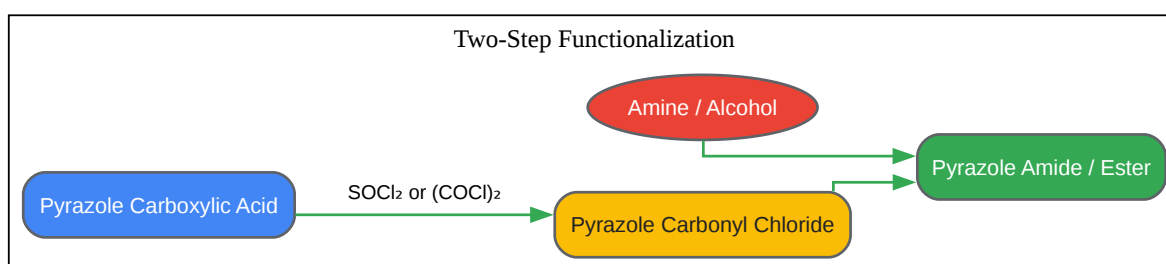 Two-Step Functionalization
Amine / Alcohol
Pyrazole Amide / Ester
Pyrazole Carboxylic Acid
SOCl₂ or (COCl)₂
Pyrazole Carbonyl Chloride